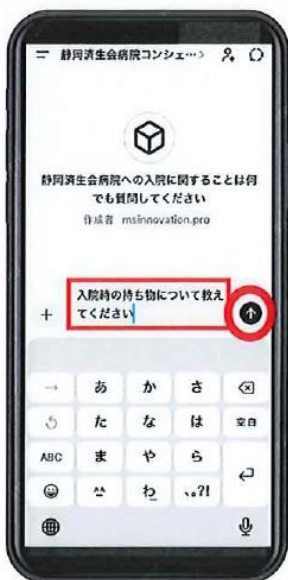 静岡済生会病院コンシェ…>
静岡済生会病院への入院に関することは何
でも質問してください
作成者 msinnovation.pro
入院時の持ち物について教え
てください
+
→ あ か さ
た な は 空白
ABC ま や ら
^^ わ 、。?!